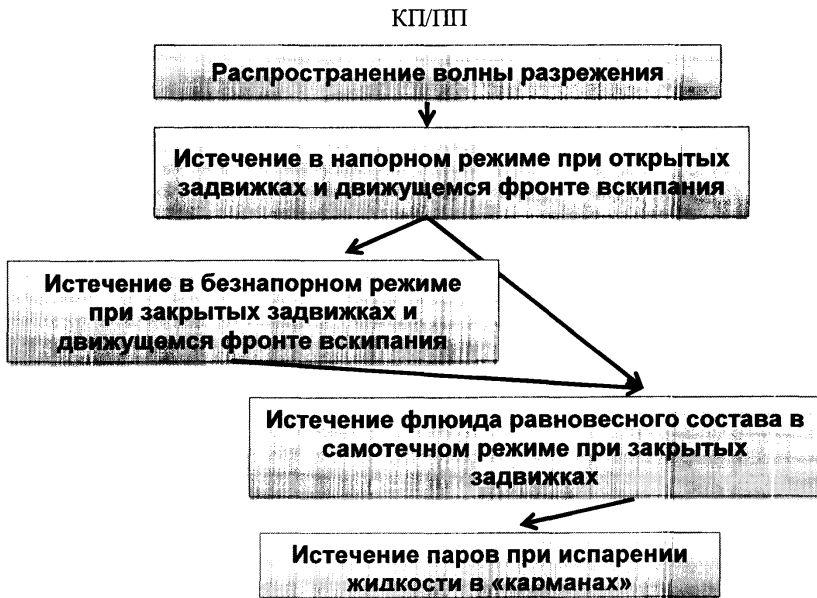 КП/ПП
Распространение волны разрежения
Истечение в напорном режиме при открытых
задвижках и движущемся фронте вскипания
Истечение в безнапорном режиме
при закрытых задвижках и
движущемся фронте вскипания
Истечение флюида равновесного состава в
самотечном режиме при закрытых
задвижках
Истечение паров при испарении
жидкости в «карманах»